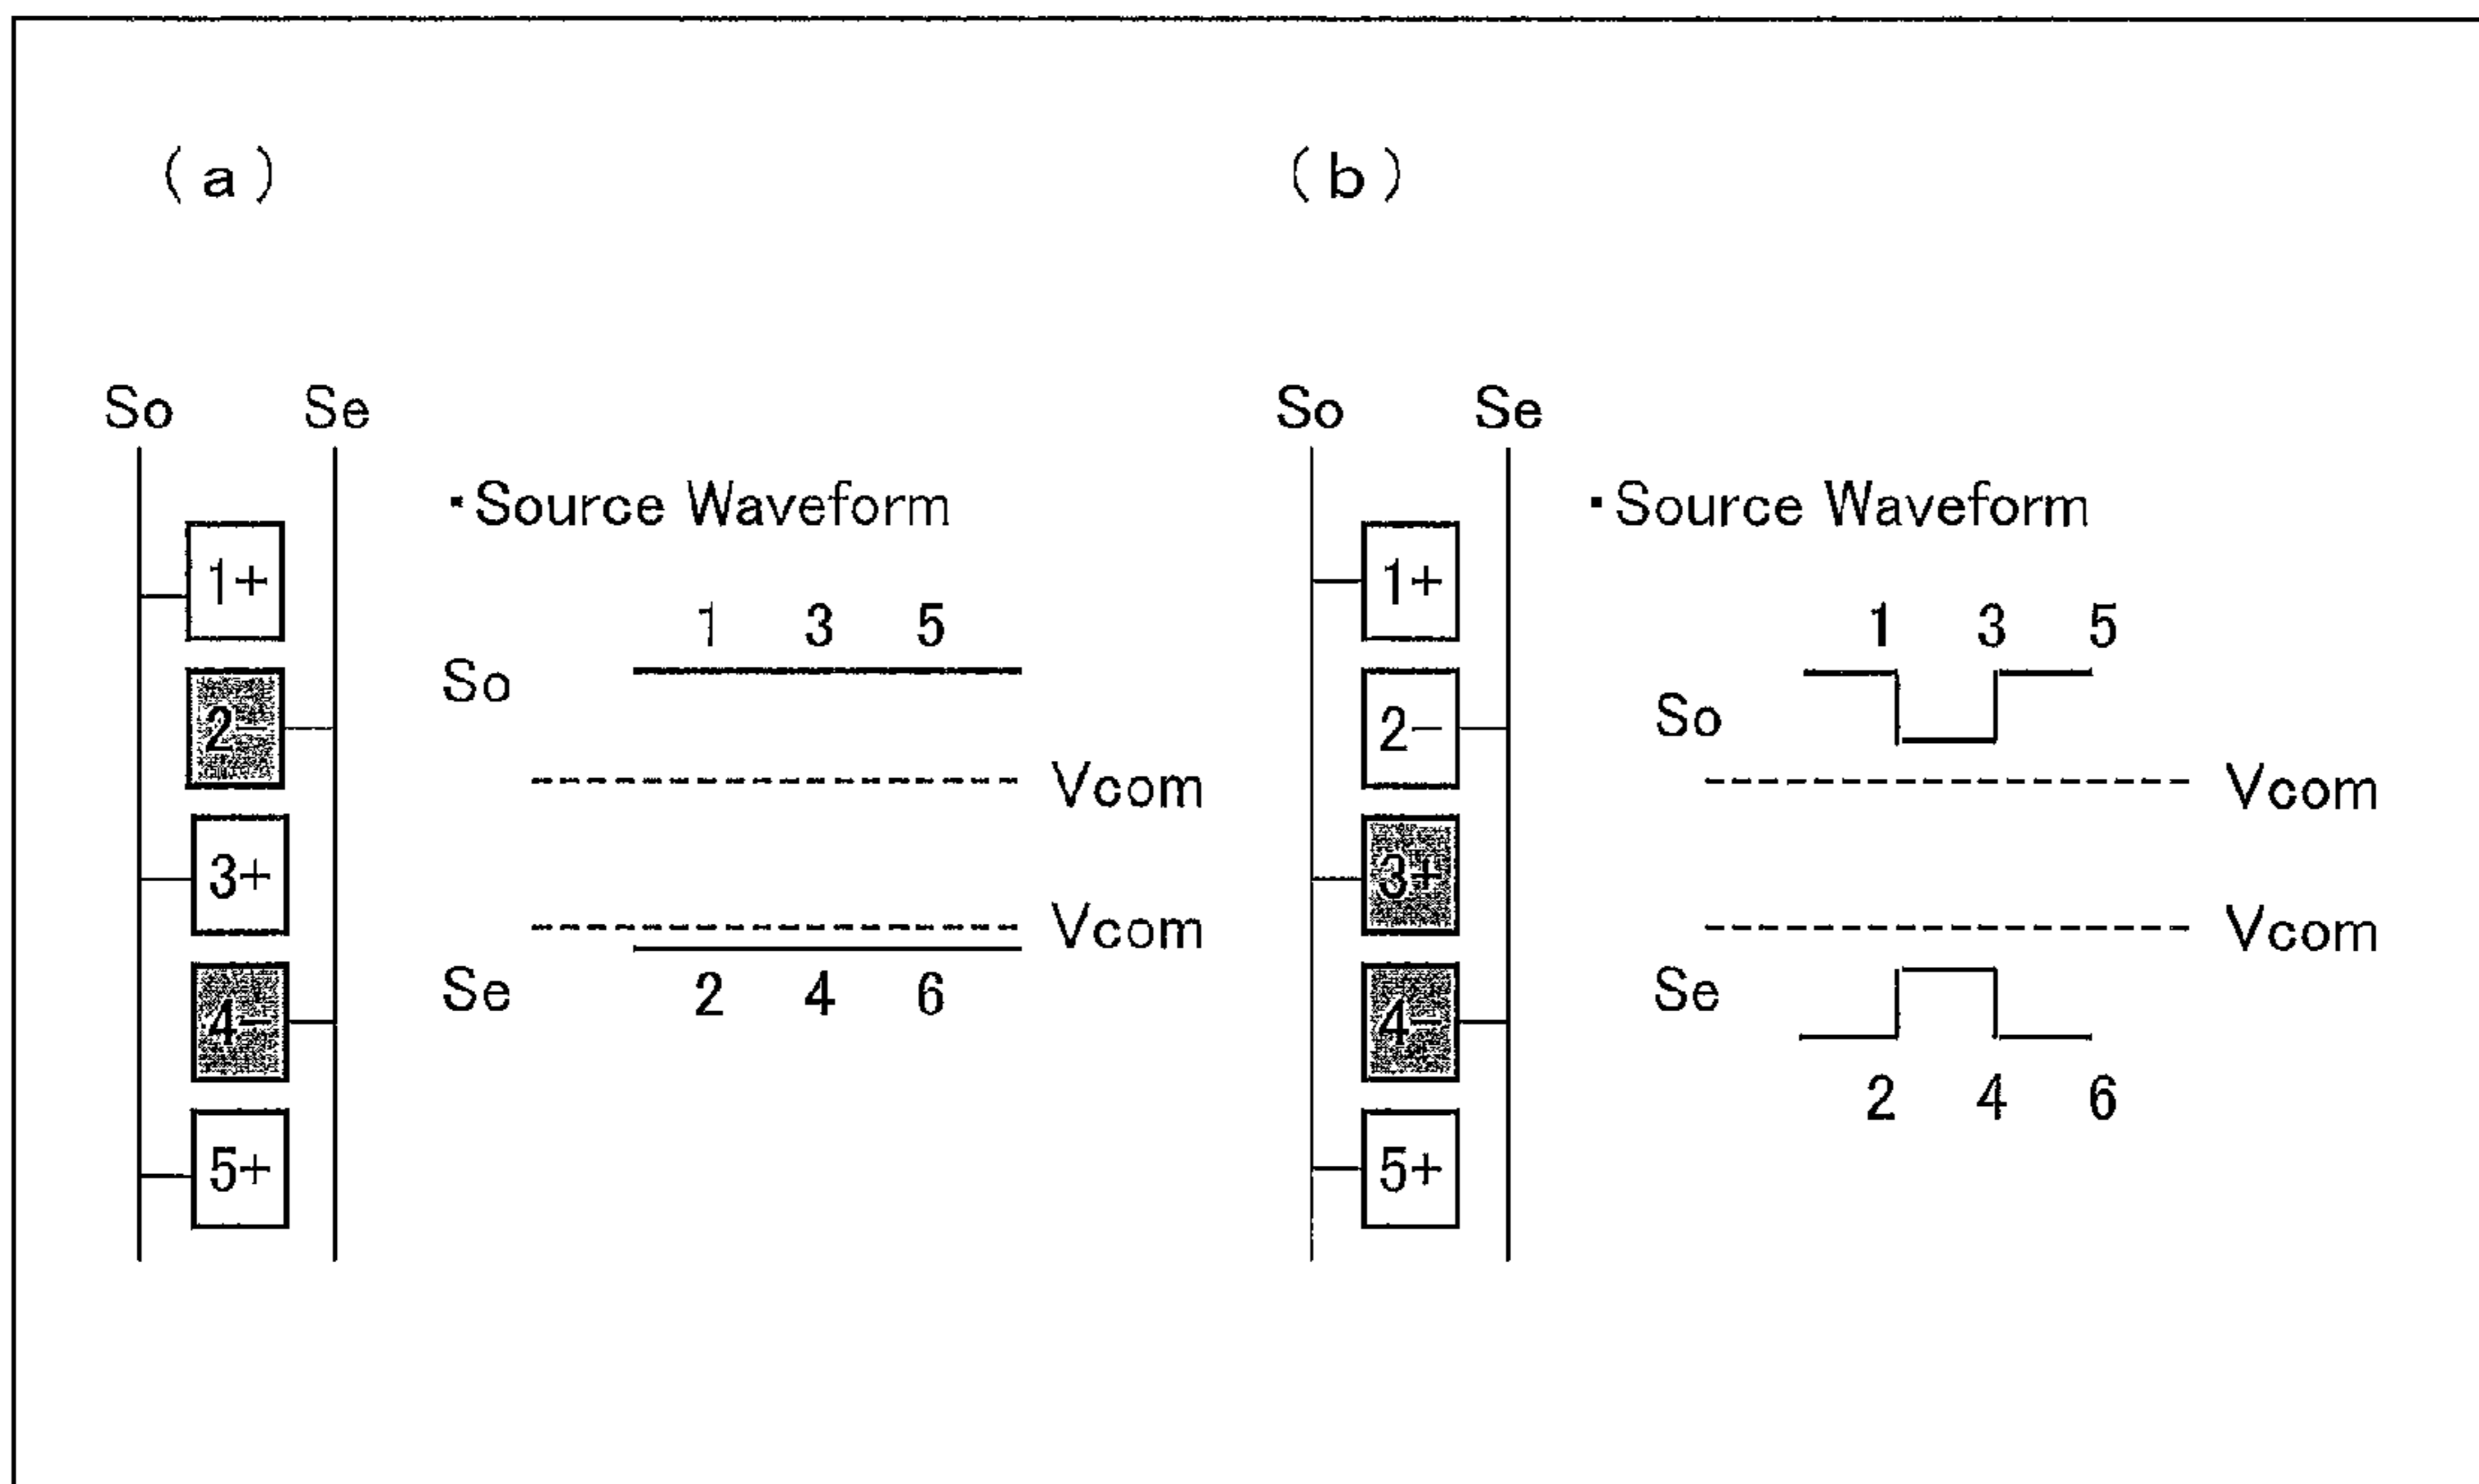 (a)
So Se
・Source Waveform
1+
2-
3+
4-
5+
1 3 5
So
Vcom
Vcom
Se
2 4 6
(b)
So Se
・Source Waveform
1+
2-
3+
4-
5+
1 3 5
So
Vcom
Vcom
Se
2 4 6